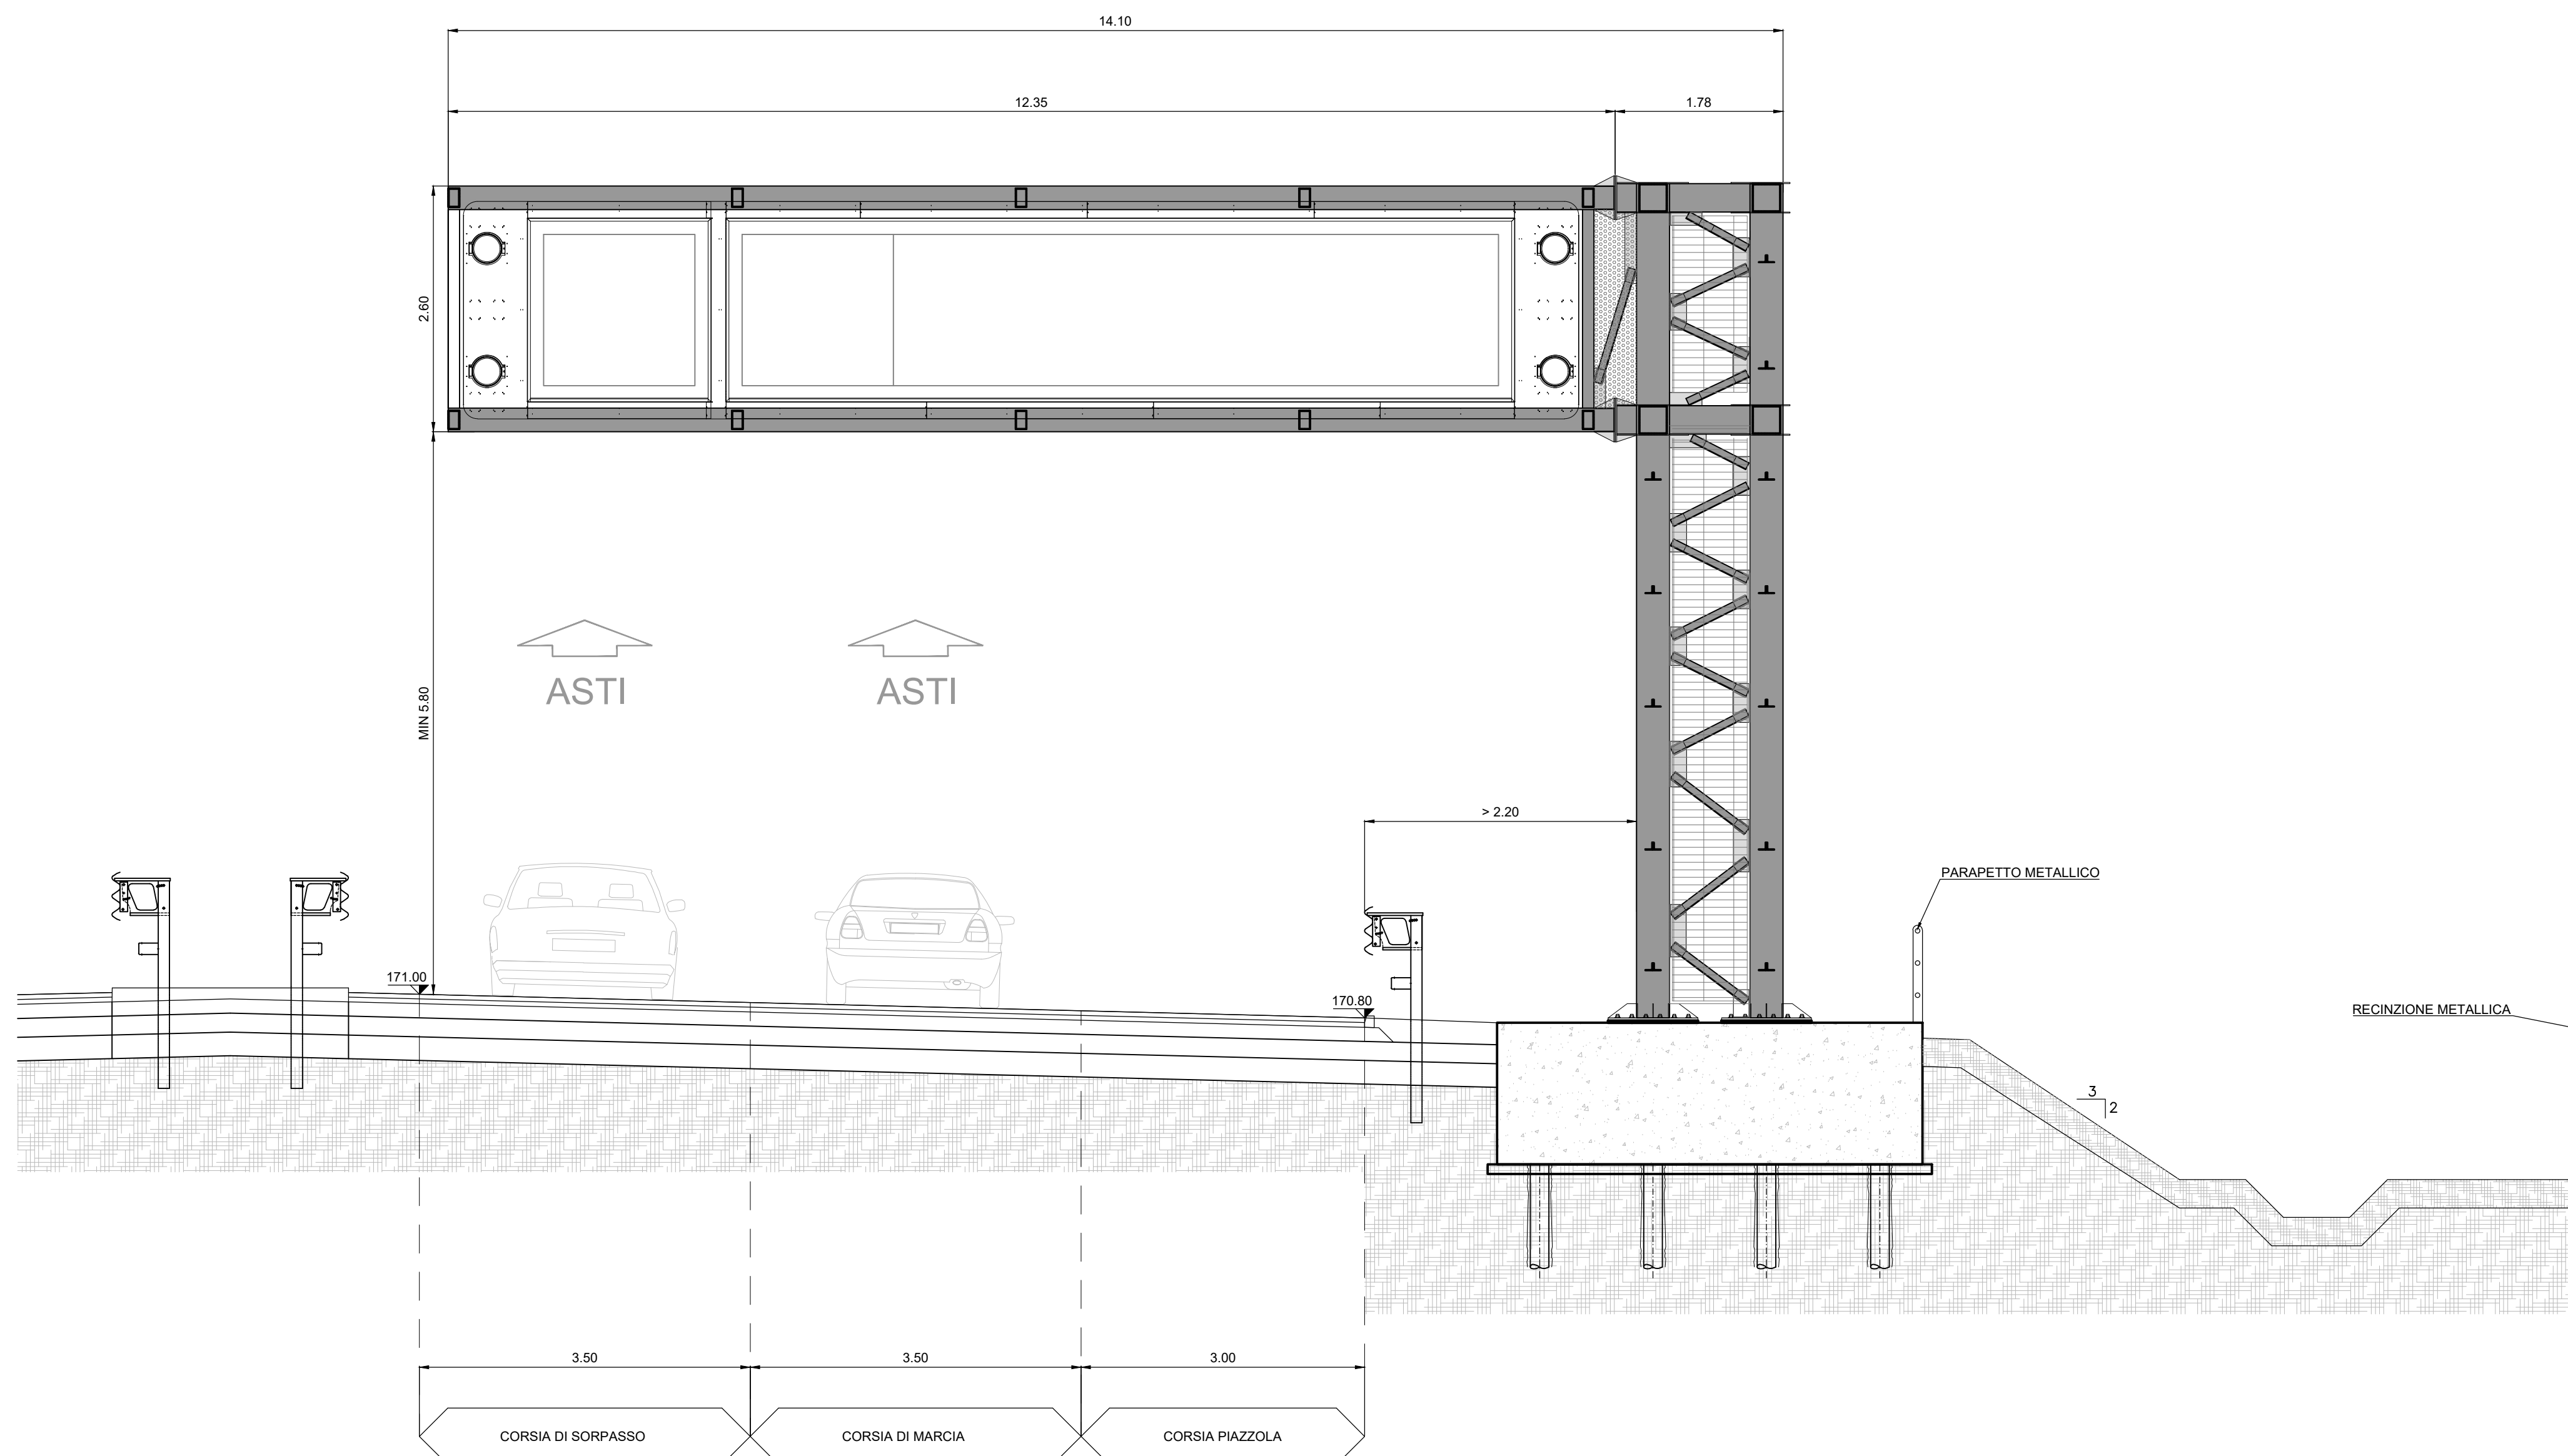 14.10
12.35
1.78
2.60
MIN 5.80
ASTI
ASTI
> 2.20
PARAPETTO METALLICO
171.00
170.80
RECINZIONE METALLICA
3
2
3.50
3.50
3.00
CORSIA DI SORPASSO
CORSIA DI MARCIA
CORSIA PIAZZOLA